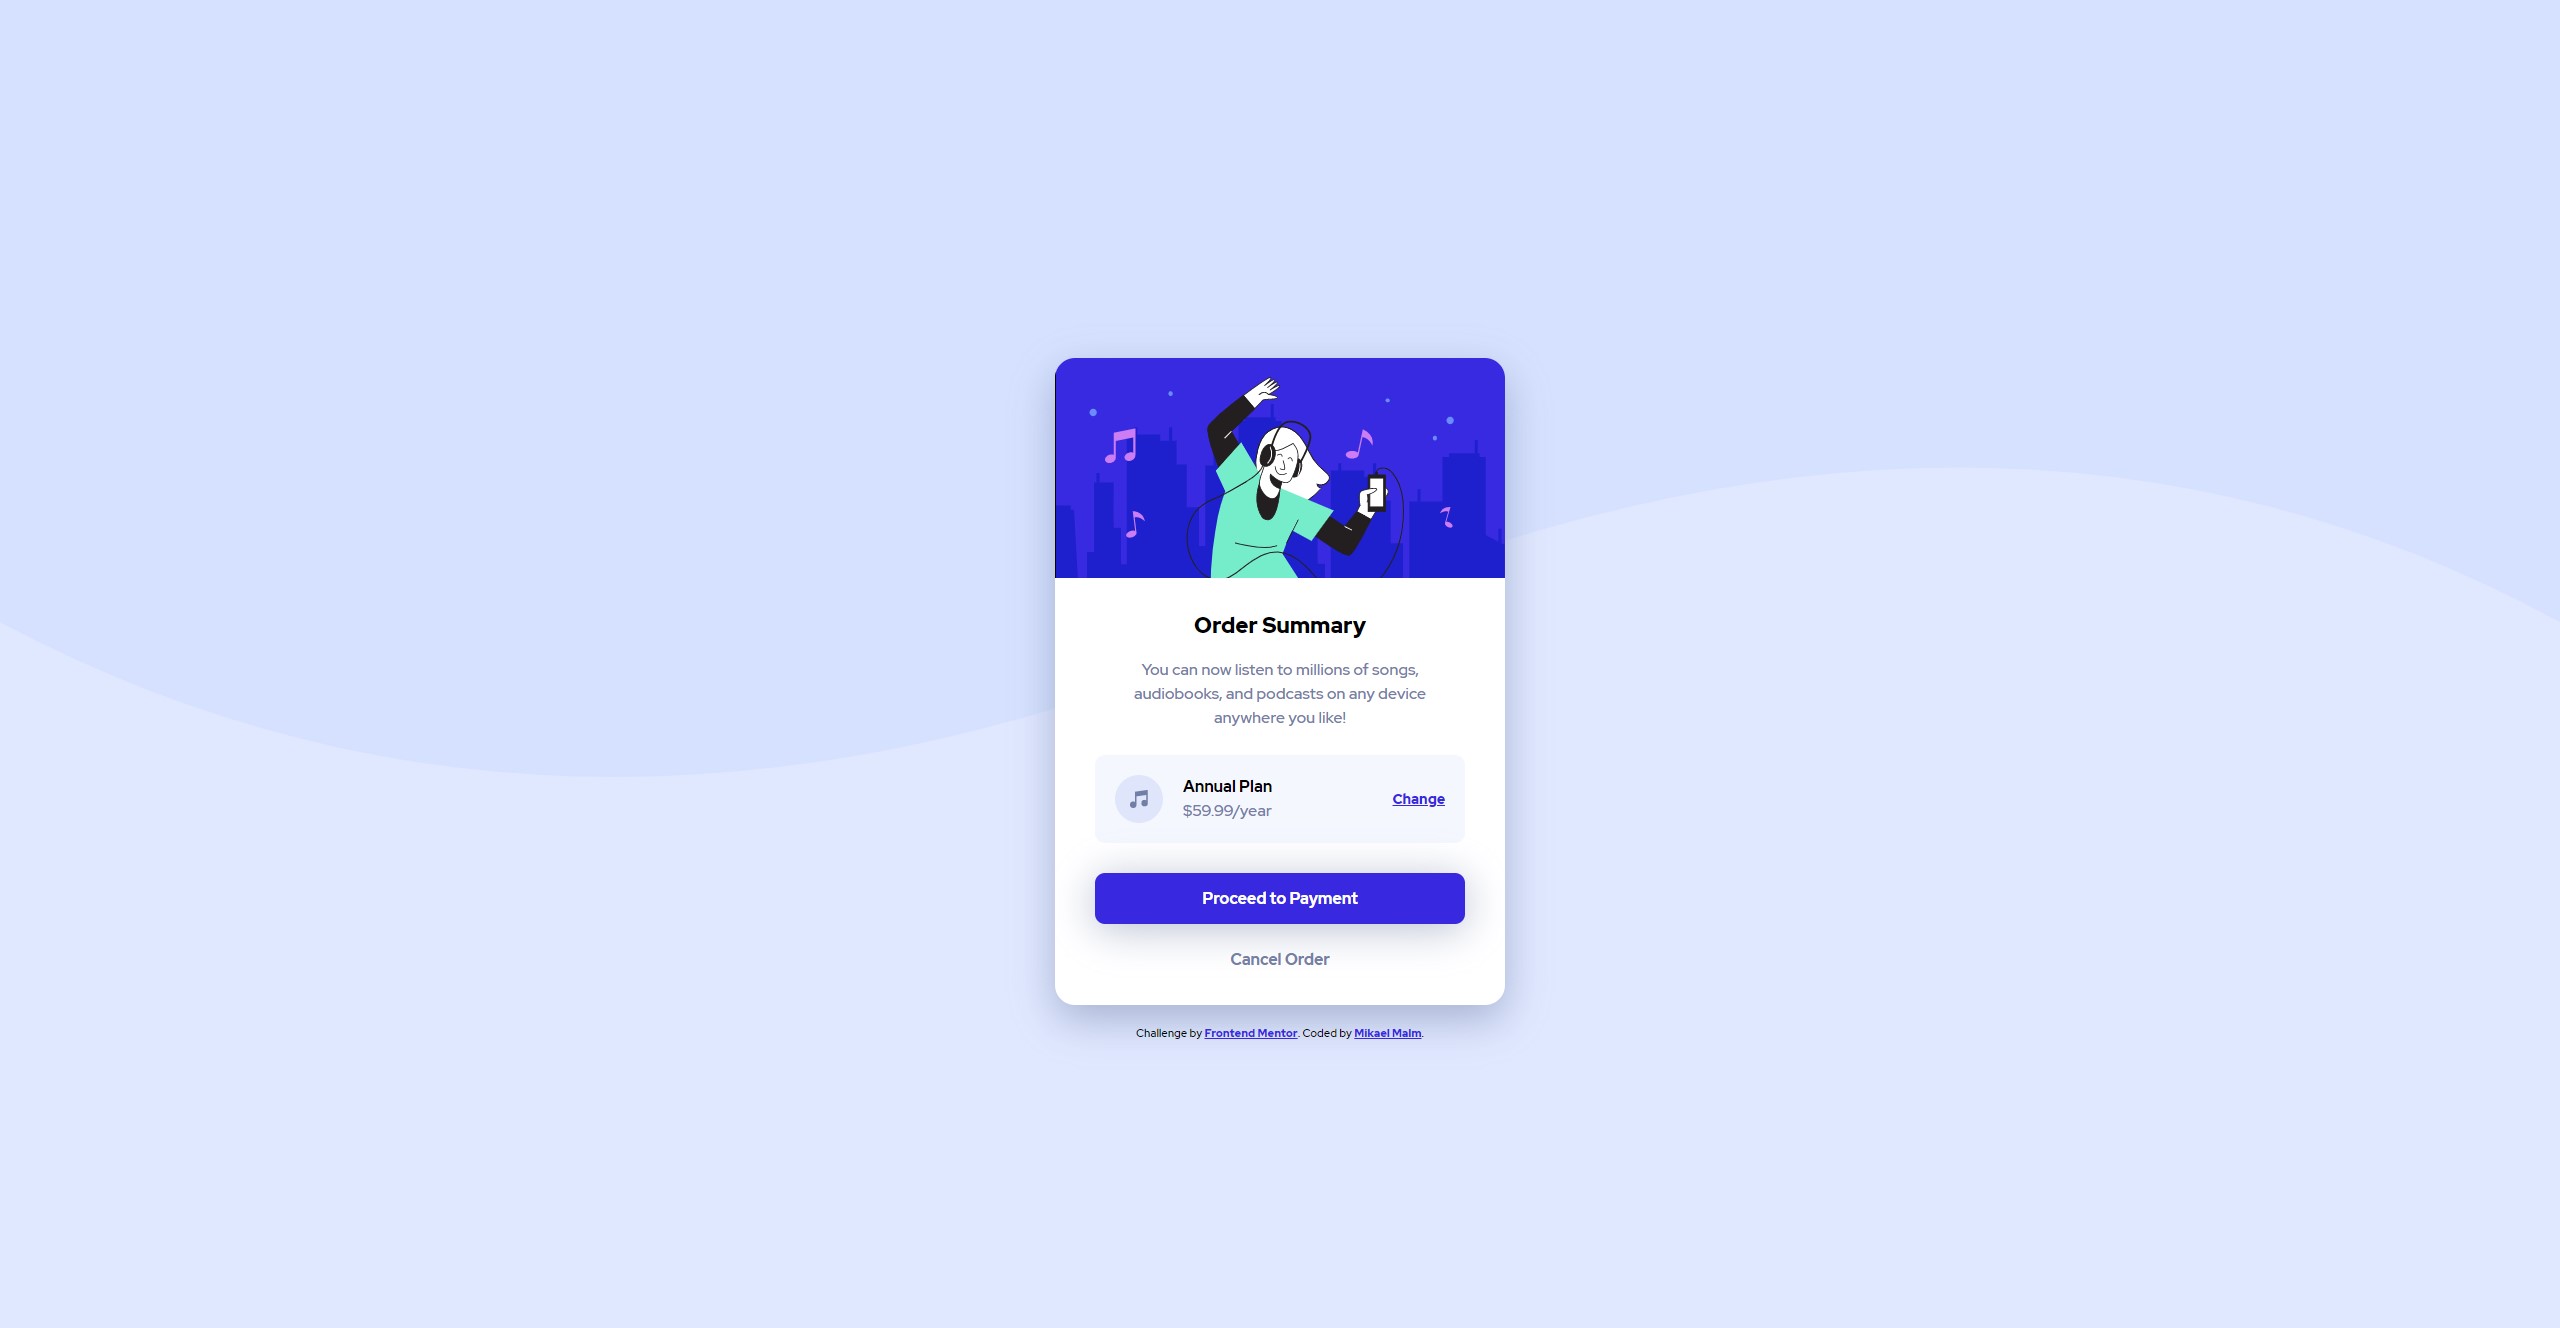 Order Summary
You can now listen to millions of songs,
audiobooks, and podcasts on any device
anywhere you like!
Annual Plan
$59.99/year
Change
Proceed to Payment
Cancel Order
Challenge by Frontend Mentor. Coded by Mikael Malm.